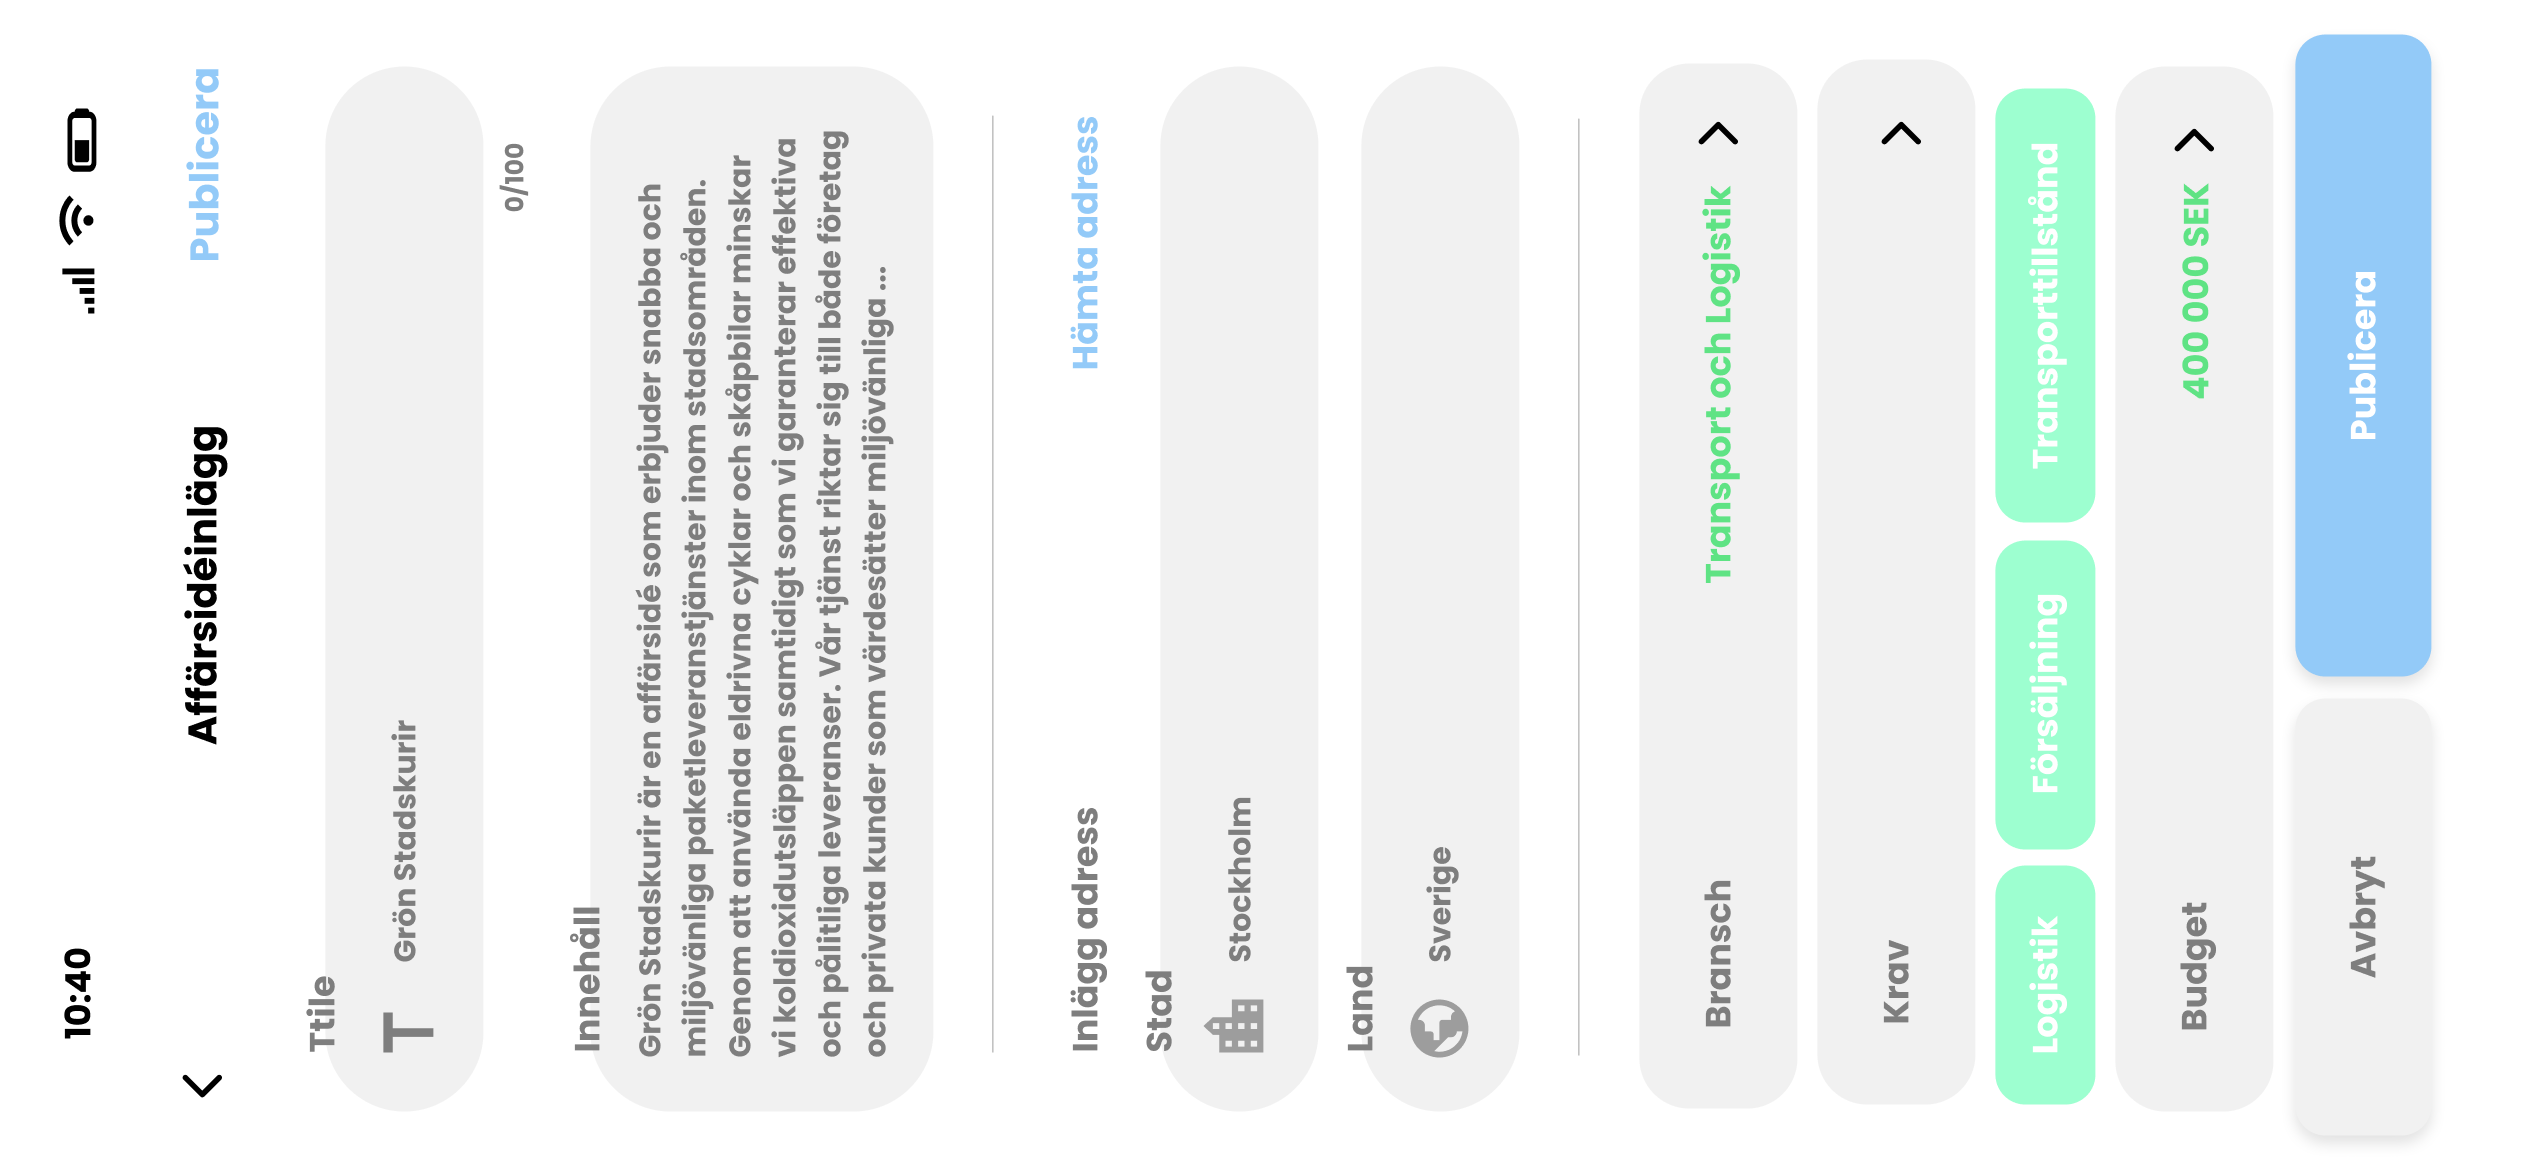 10:40
Affärsidéinlägg
Publicera
Ttile
Grön Stadskurir
0/100
Innehåll
Grön Stadskurir är en affärsidé som erbjuder snabba och
miljövänliga paketleveranstjänster inom stadsområden.
Genom att använda eldrivna cyklar och skåpbilar minskar
vi koldioxidutsläppen samtidigt som vi garanterar effektiva
och pålitliga leveranser. Vår tjänst riktar sig till både företag
och privata kunder som värdesätter miljövänliga ...
Inlägg adress
Hämta adress
Stad
Stockholm
Land
Sverige
Bransch
Transport och Logistik
Krav
Logistik
Försäljning
Transporttillstånd
Budget
400 000 SEK
Avbryt
Publicera